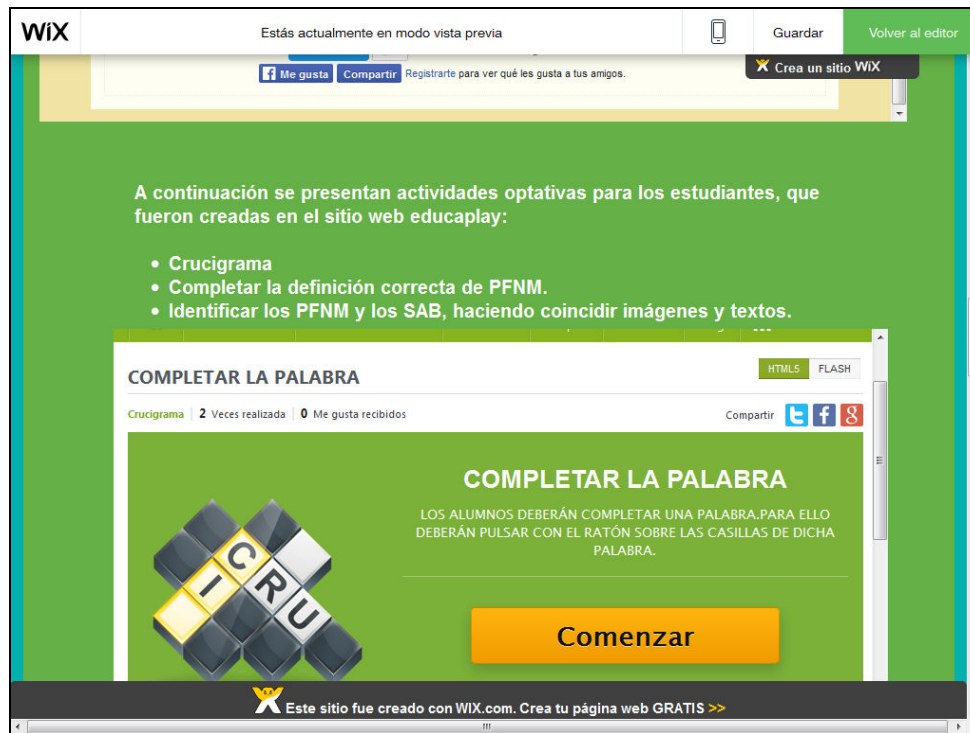 WiX
Estás actualmente en modo vista previa
Guardar
Volver al editor
Me gusta Compartir Registrarte para ver qué les gusta a tus amigos.
Crea un sitio WiX
A continuación se presentan actividades optativas para los estudiantes, que
fueron creadas en el sitio web educaplay:
• Crucigrama
• Completar la definición correcta de PFNM.
• Identificar los PFNM y los SAB, haciendo coincidir imágenes y textos.
COMPLETAR LA PALABRA
HTML5 FLASH
Crucigrama | 2 Veces realizada | 0 Me gusta recibidos
Compartir
COMPLETAR LA PALABRA
LOS ALUMNOS DEBERÁN COMPLETAR UNA PALABRA.PARA ELLO
DEBERÁN PULSAR CON EL RATÓN SOBRE LAS CASILLAS DE DICHA
PALABRA.
C
I R
U
Comenzar
Este sitio fue creado con WIX.com. Crea tu página web GRATIS >>